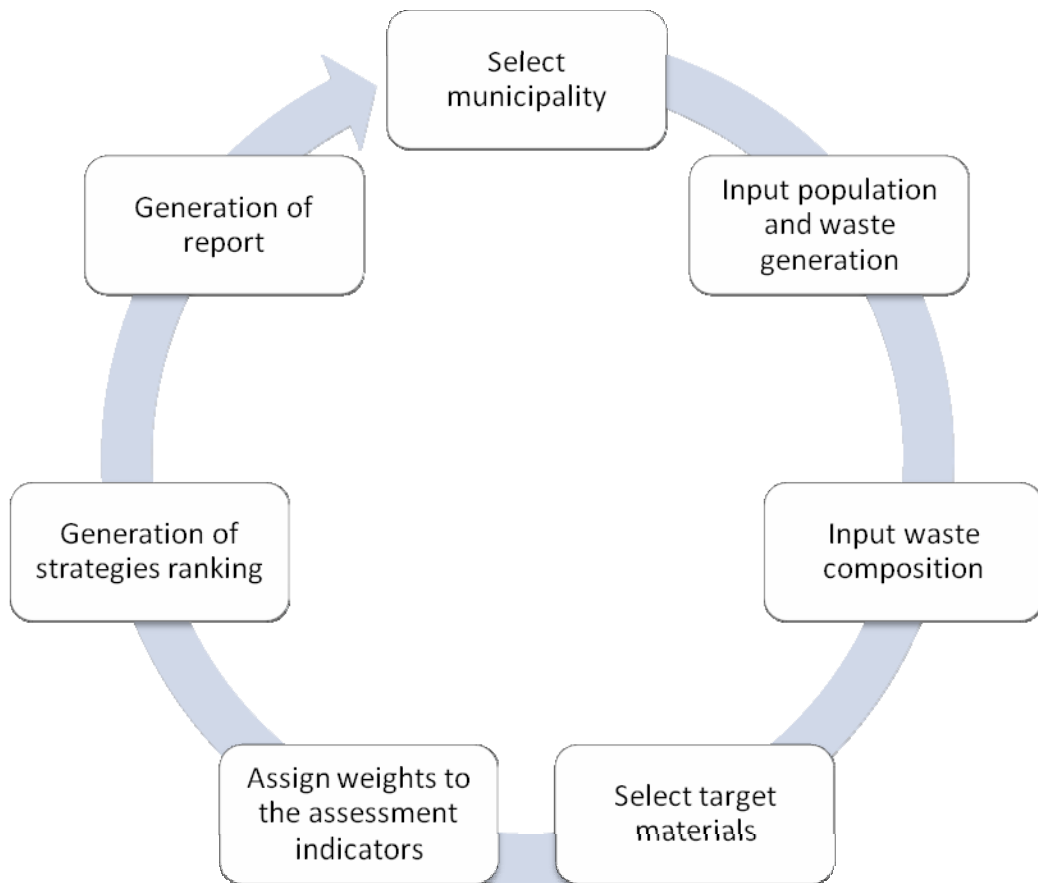 Select
municipality
Input population
and waste
generation
Input waste
composition
Select target
materials
Assign weights to
the assessment
indicators
Generation of
strategies ranking
Generation of
report